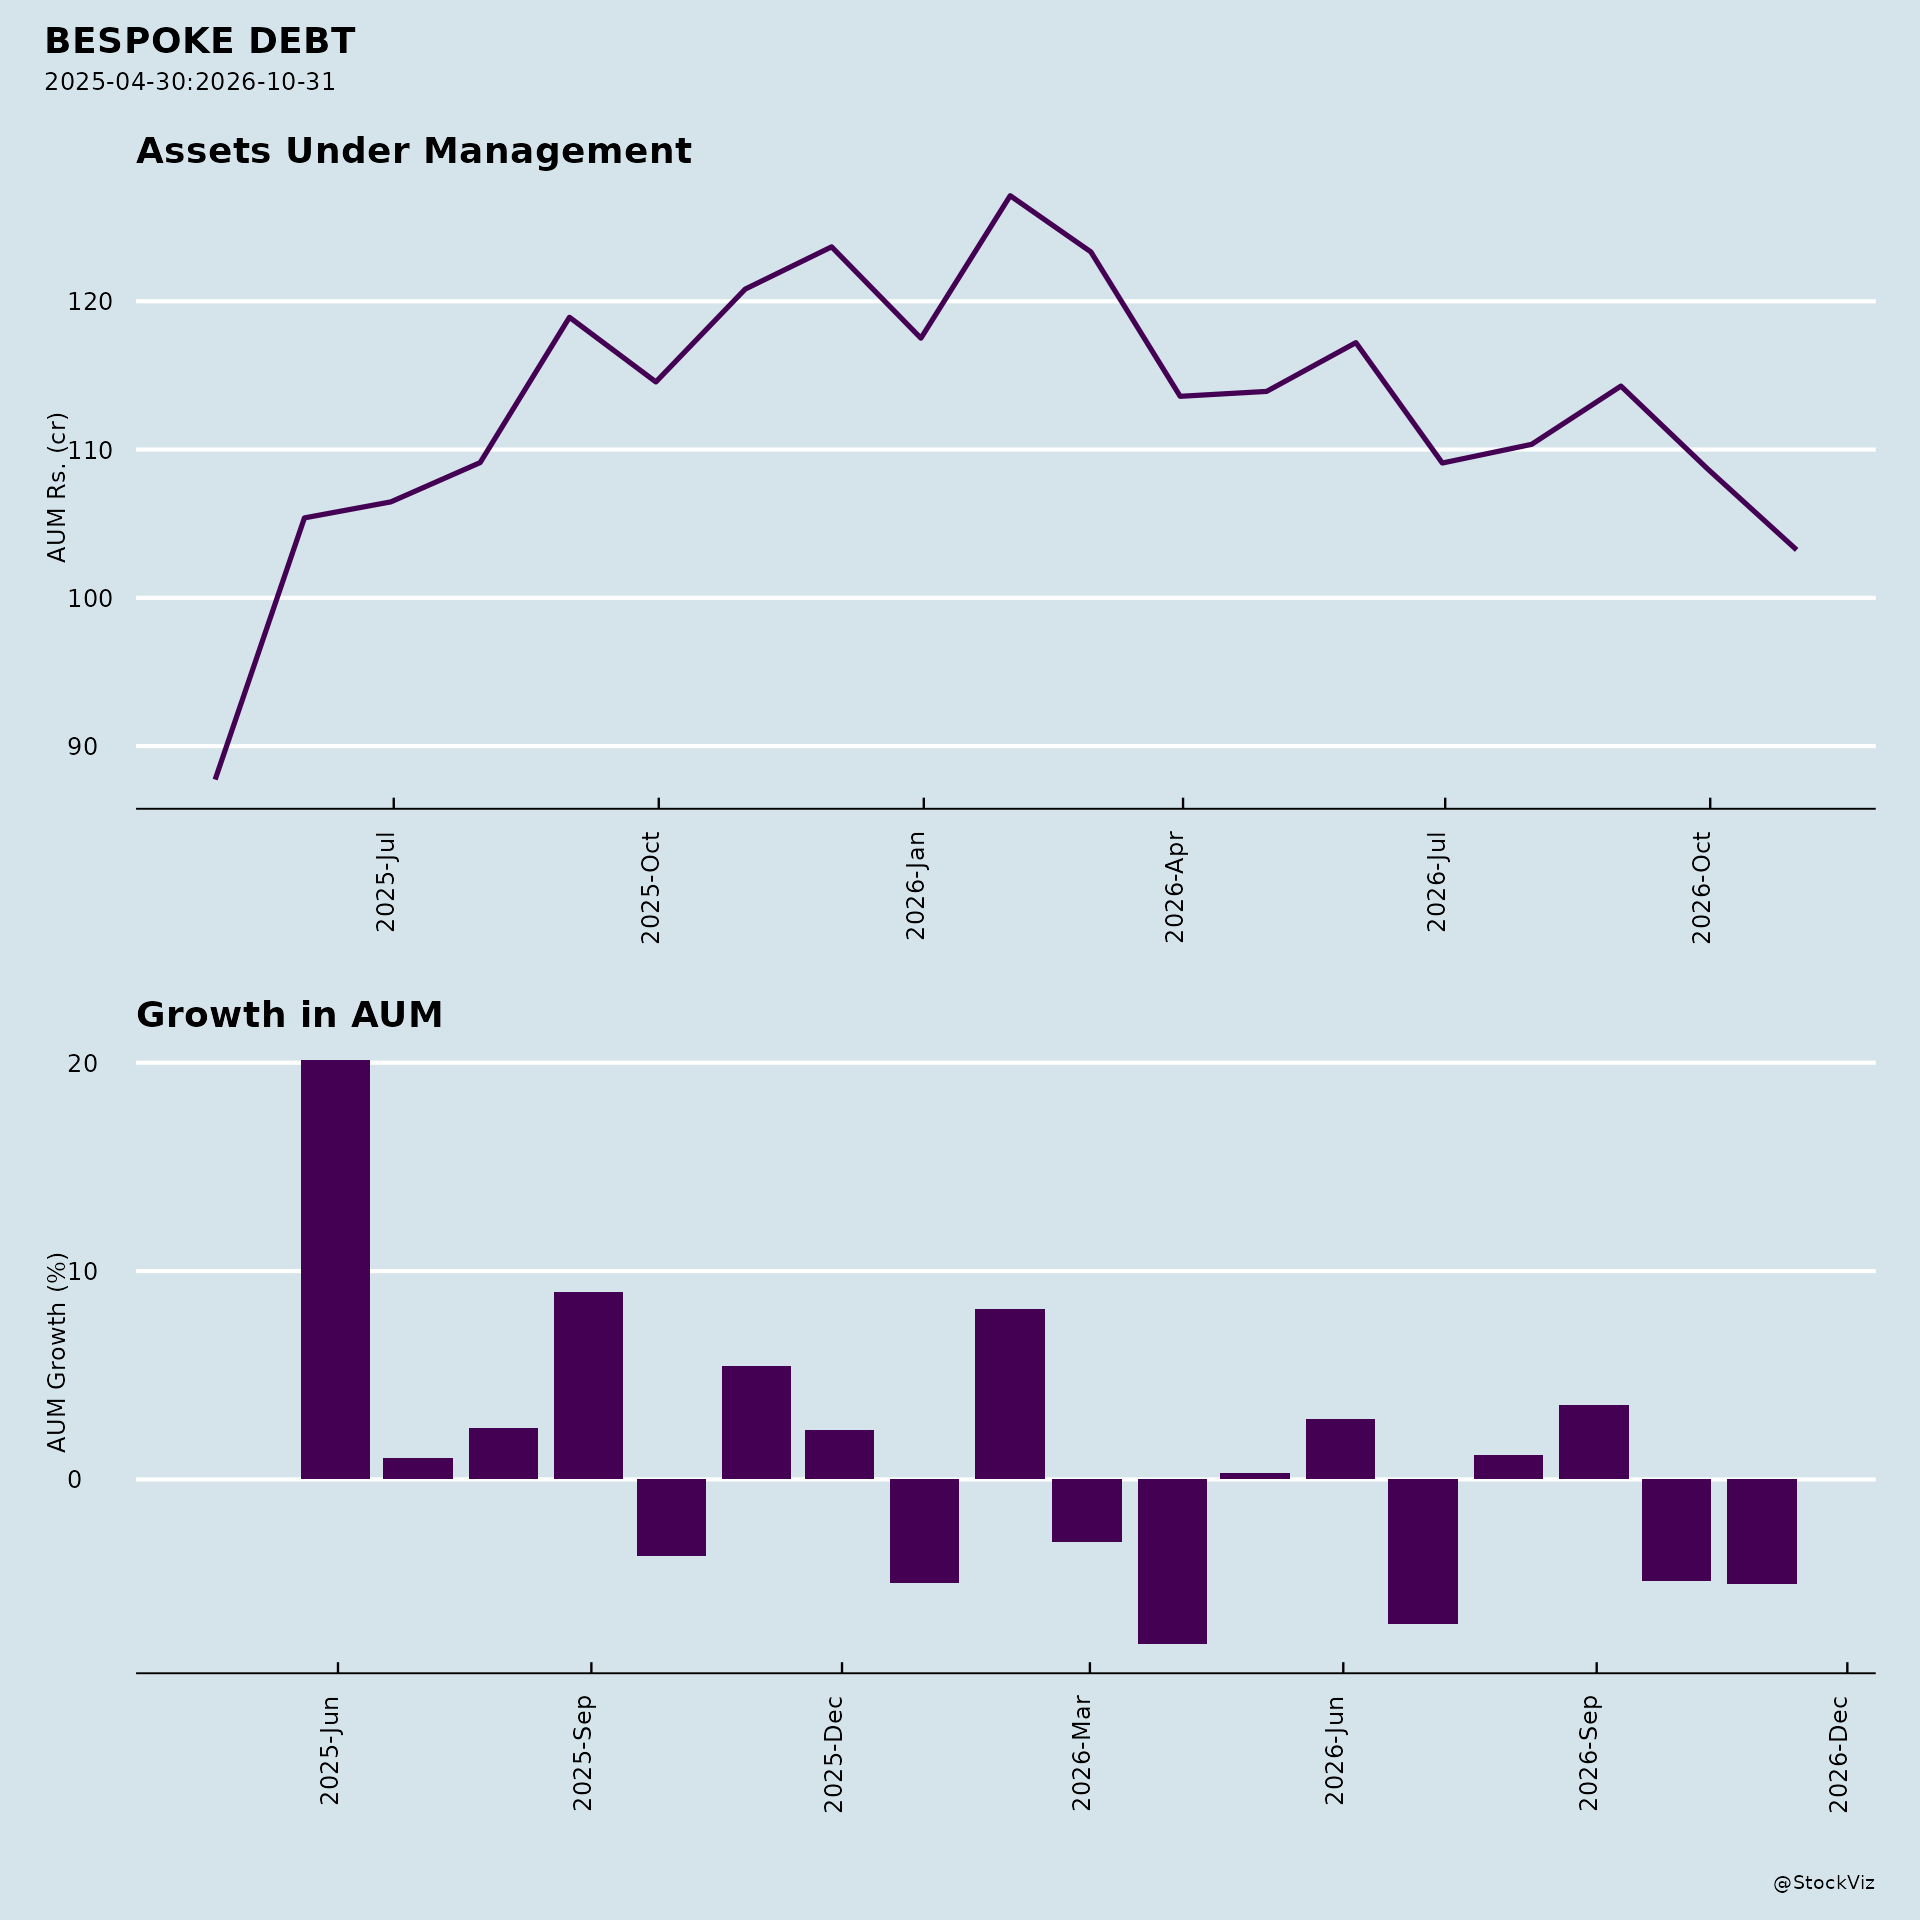 BESPOKE DEBT
2025-04-30:2026-10-31
Assets Under Management
AUM Rs. (cr)
120
110
100
90
2025-Jul
2025-Oct
2026-Jan
2026-Apr
2026-Jul
2026-Oct
Growth in AUM
AUM Growth (%)
20
10
0
2025-Jun
2025-Sep
2025-Dec
2026-Mar
2026-Jun
2026-Sep
2026-Dec
@StockViz